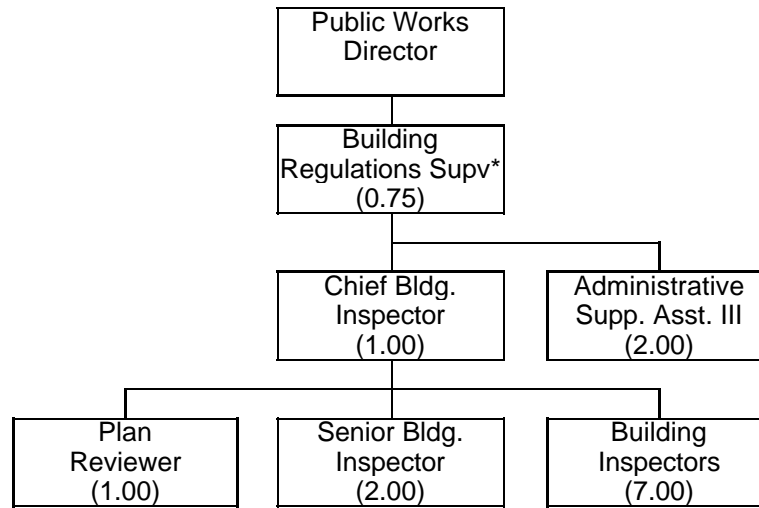 Public Works
Director
Building
Regulations Supv*
(0.75)
Chief Bldg.
Inspector
(1.00)
Administrative
Supp. Asst. III
(2.00)
Plan
Reviewer
(1.00)
Senior Bldg.
Inspector
(2.00)
Building
Inspectors
(7.00)